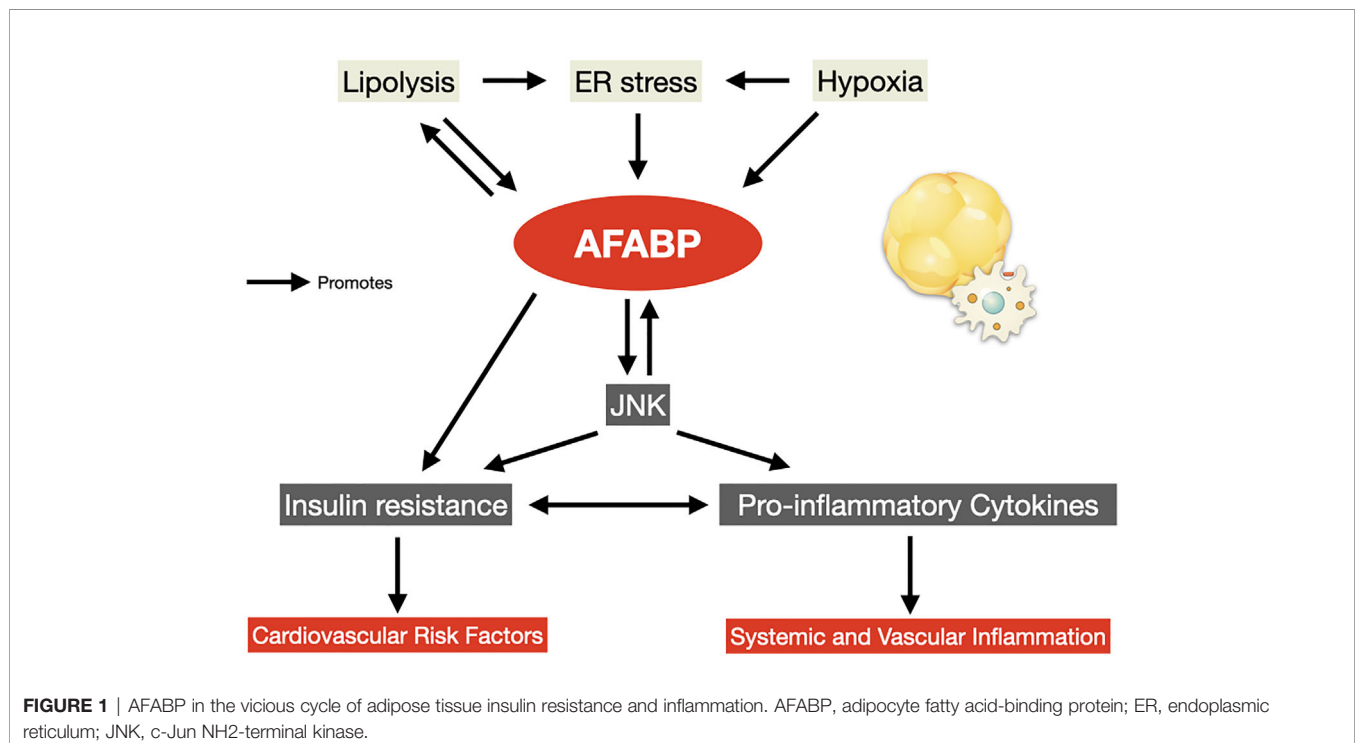 Lipolysis
ER stress
Hypoxia
AFABP
Promotes
JNK
Insulin resistance
Pro-inflammatory Cytokines
Cardiovascular Risk Factors
Systemic and Vascular Inflammation
FIGURE 1 | AFABP in the vicious cycle of adipose tissue insulin resistance and inflammation. AFABP, adipocyte fatty acid-binding protein; ER, endoplasmic
reticulum; JNK, c-Jun NH2-terminal kinase.